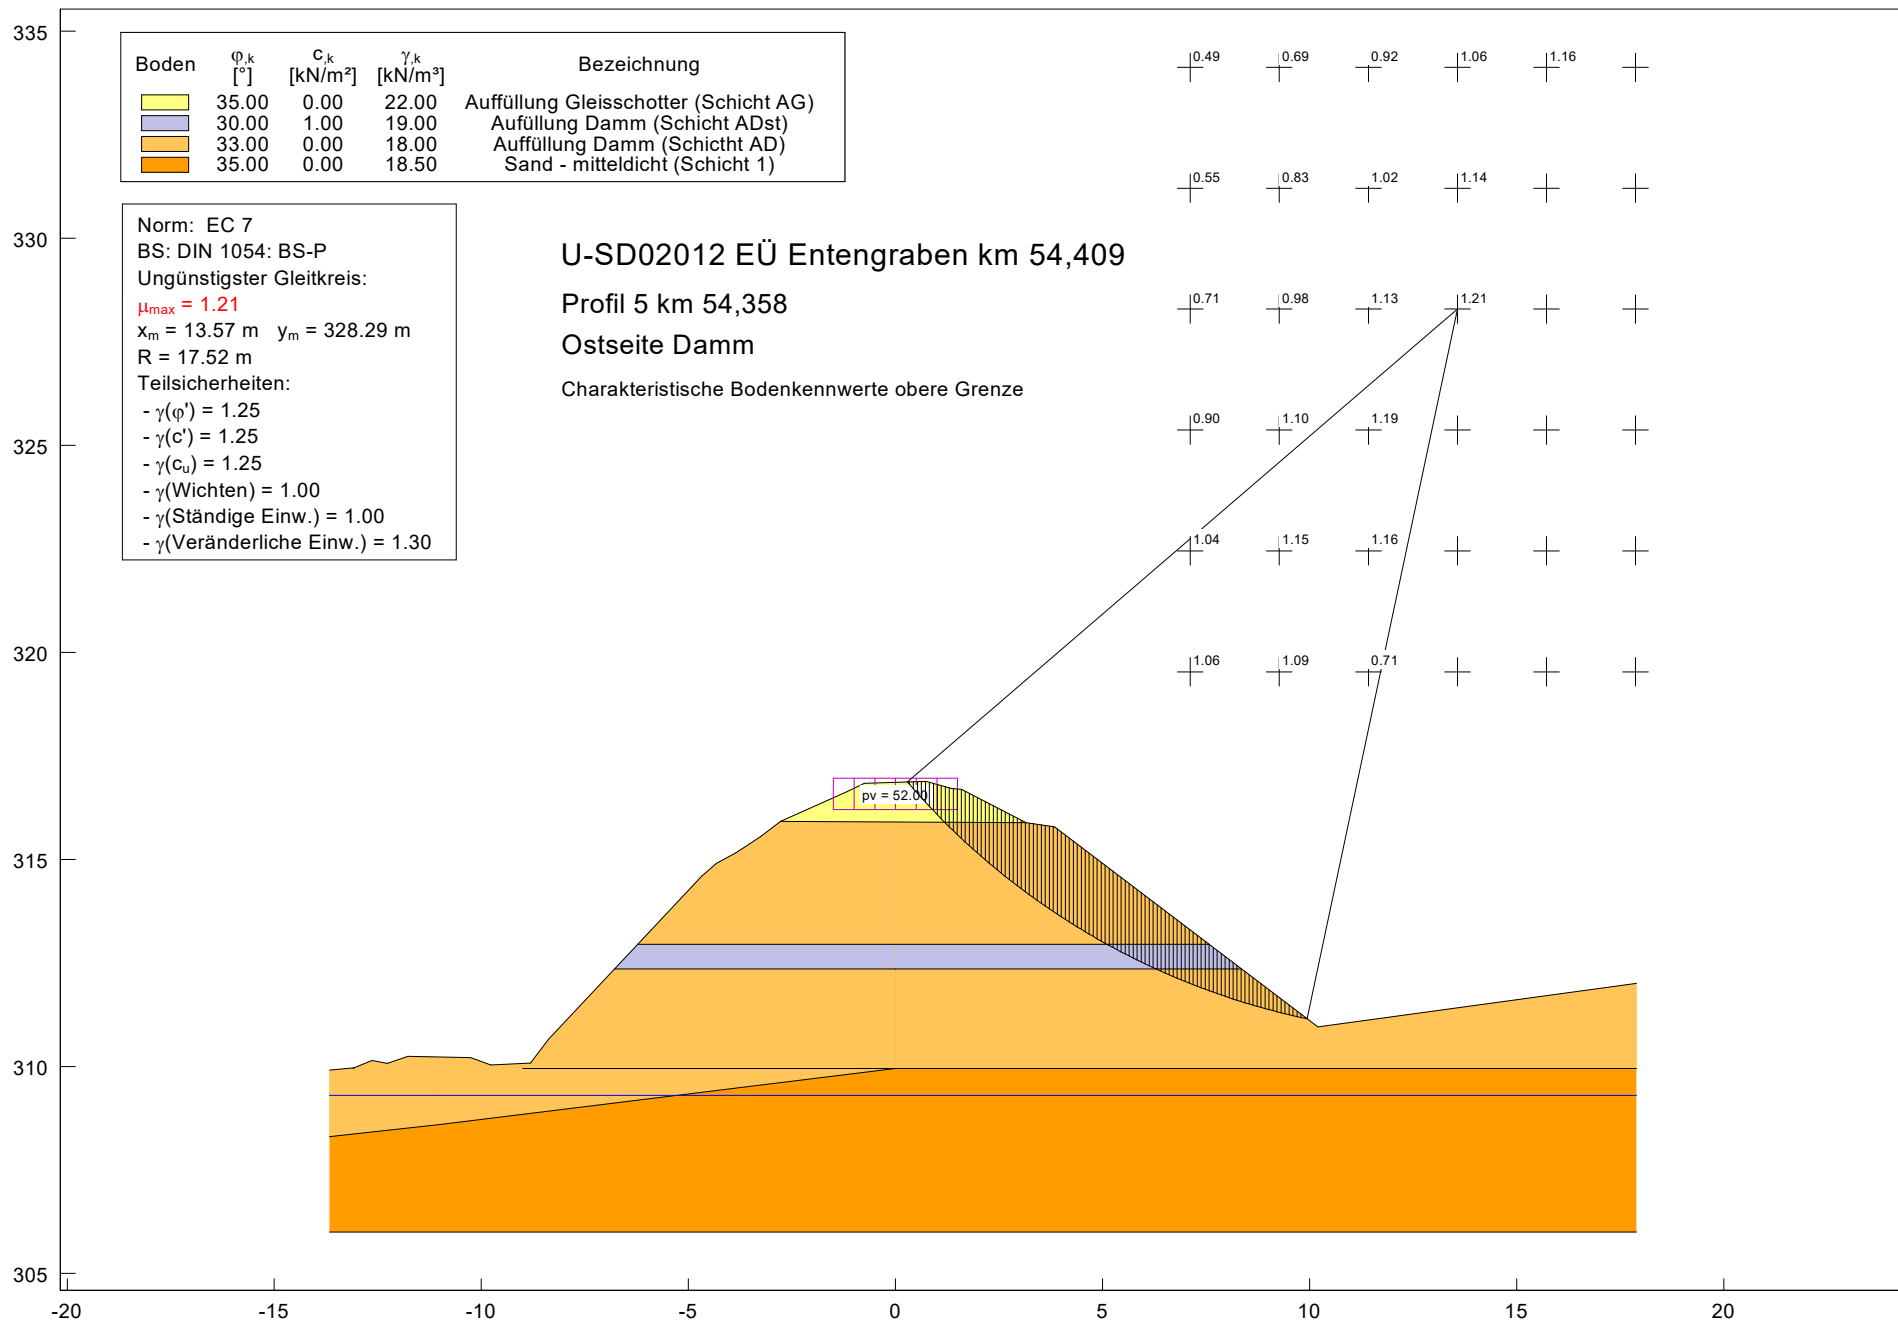 335
Boden φ,k c,k γ,k Bezeichnung
[°] [kN/m²] [kN/m³]
35.00 0.00 22.00 Auffüllung Gleisschotter (Schicht AG)
30.00 1.00 19.00 Aufüllung Damm (Schicht ADst)
33.00 0.00 18.00 Auffüllung Damm (Schictht AD)
35.00 0.00 18.50 Sand - mitteldicht (Schicht 1)
0.49 0.69 0.92 1.06 1.16
0.55 0.83 1.02 1.14
Norm: EC 7
BS: DIN 1054: BS-P
Ungünstigster Gleitkreis:
μmax = 1.21
xm = 13.57 m ym = 328.29 m
R = 17.52 m
Teilsicherheiten:
- γ(φ') = 1.25
- γ(c') = 1.25
- γ(cu) = 1.25
- γ(Wichten) = 1.00
- γ(Ständige Einw.) = 1.00
- γ(Veränderliche Einw.) = 1.30
330
U-SD02012 EÜ Entengraben km 54,409
Profil 5 km 54,358
Ostseite Damm
Charakteristische Bodenkennwerte obere Grenze
0.71 0.98 1.13 1.21
0.90 1.10 1.19
325
1.04 1.15 1.16
320
1.06 1.09 0.71
pv = 52.00
315
310
305
-20 -15 -10 -5 0 5 10 15 20